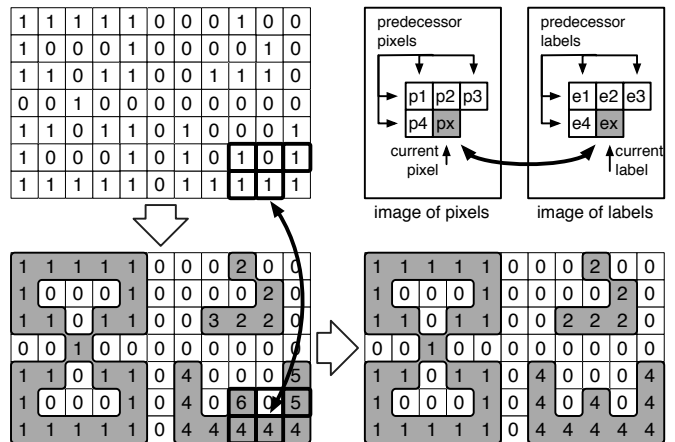 1 1 1 1 1 0 0 0 1 0 0
1 0 0 0 1 0 0 0 0 1 0
1 1 0 1 1 0 0 1 1 1 0
0 0 1 0 0 0 0 0 0 0 0
1 1 0 1 1 0 1 0 0 0 1
1 0 0 0 1 0 1 0 1 0 1
1 1 1 1 1 0 1 1 1 1 1
predecessor
pixels
p1 p2 p3
p4 px
current
pixel
image of pixels
predecessor
labels
e1 e2 e3
e4 ex
current
label
image of labels
1 1 1 1 1 0 0 0 2 0 0
1 0 0 0 1 0 0 0 0 2 0
1 1 0 1 1 0 0 3 2 2 0
0 0 1 0 0 0 0 0 0 0 0
1 1 0 1 1 0 4 0 0 0 5
1 0 0 0 1 0 4 0 6 0 5
1 1 1 1 1 0 4 4 4 4 4
1 1 1 1 1 0 0 0 2 0 0
1 0 0 0 1 0 0 0 0 2 0
1 1 0 1 1 0 0 2 2 2 0
0 0 1 0 0 0 0 0 0 0 0
1 1 0 1 1 0 4 0 0 0 4
1 0 0 0 1 0 4 0 4 0 4
1 1 1 1 1 0 4 4 4 4 4